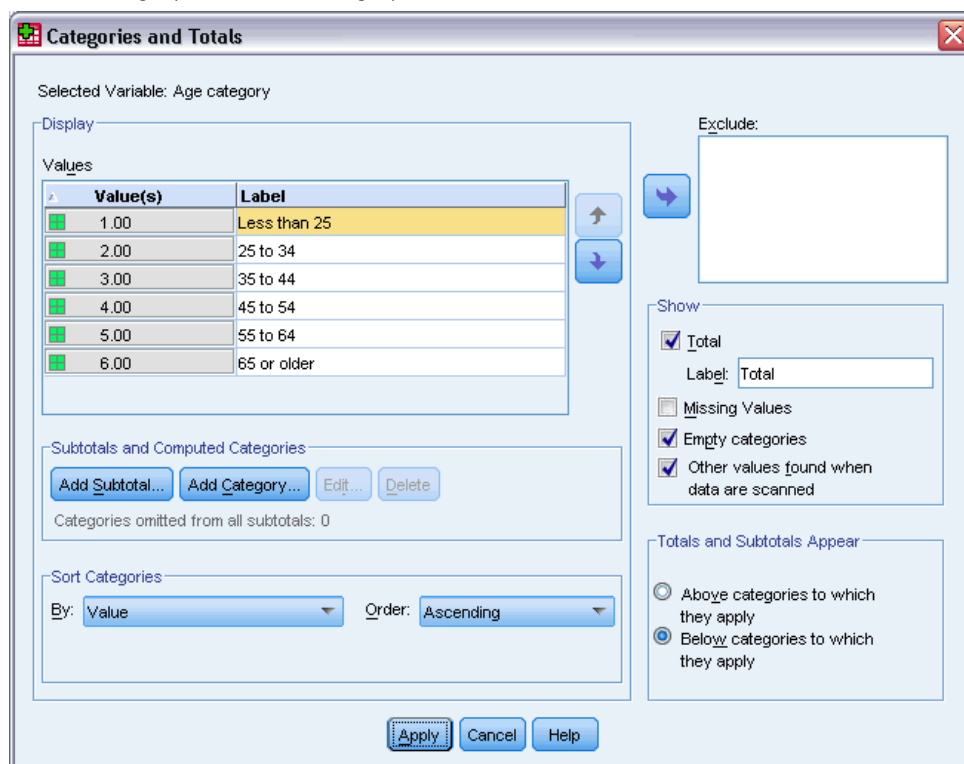 Categories and Totals
Selected Variable: Age category
Display
Values
Value(s) Label
1.00 Less than 25
2.00 25 to 34
3.00 35 to 44
4.00 45 to 54
5.00 55 to 64
6.00 65 or older
Subtotals and Computed Categories
Add Subtotal... Add Category... Edit... Delete
Categories omitted from all subtotals: 0
Sort Categories
By: Value Order: Ascending
Exclude:
Show
Total
Label: Total
Missing Values
Empty categories
Other values found when
data are scanned
Totals and Subtotals Appear
Above categories to which
they apply
Below categories to which
they apply
Apply Cancel Help